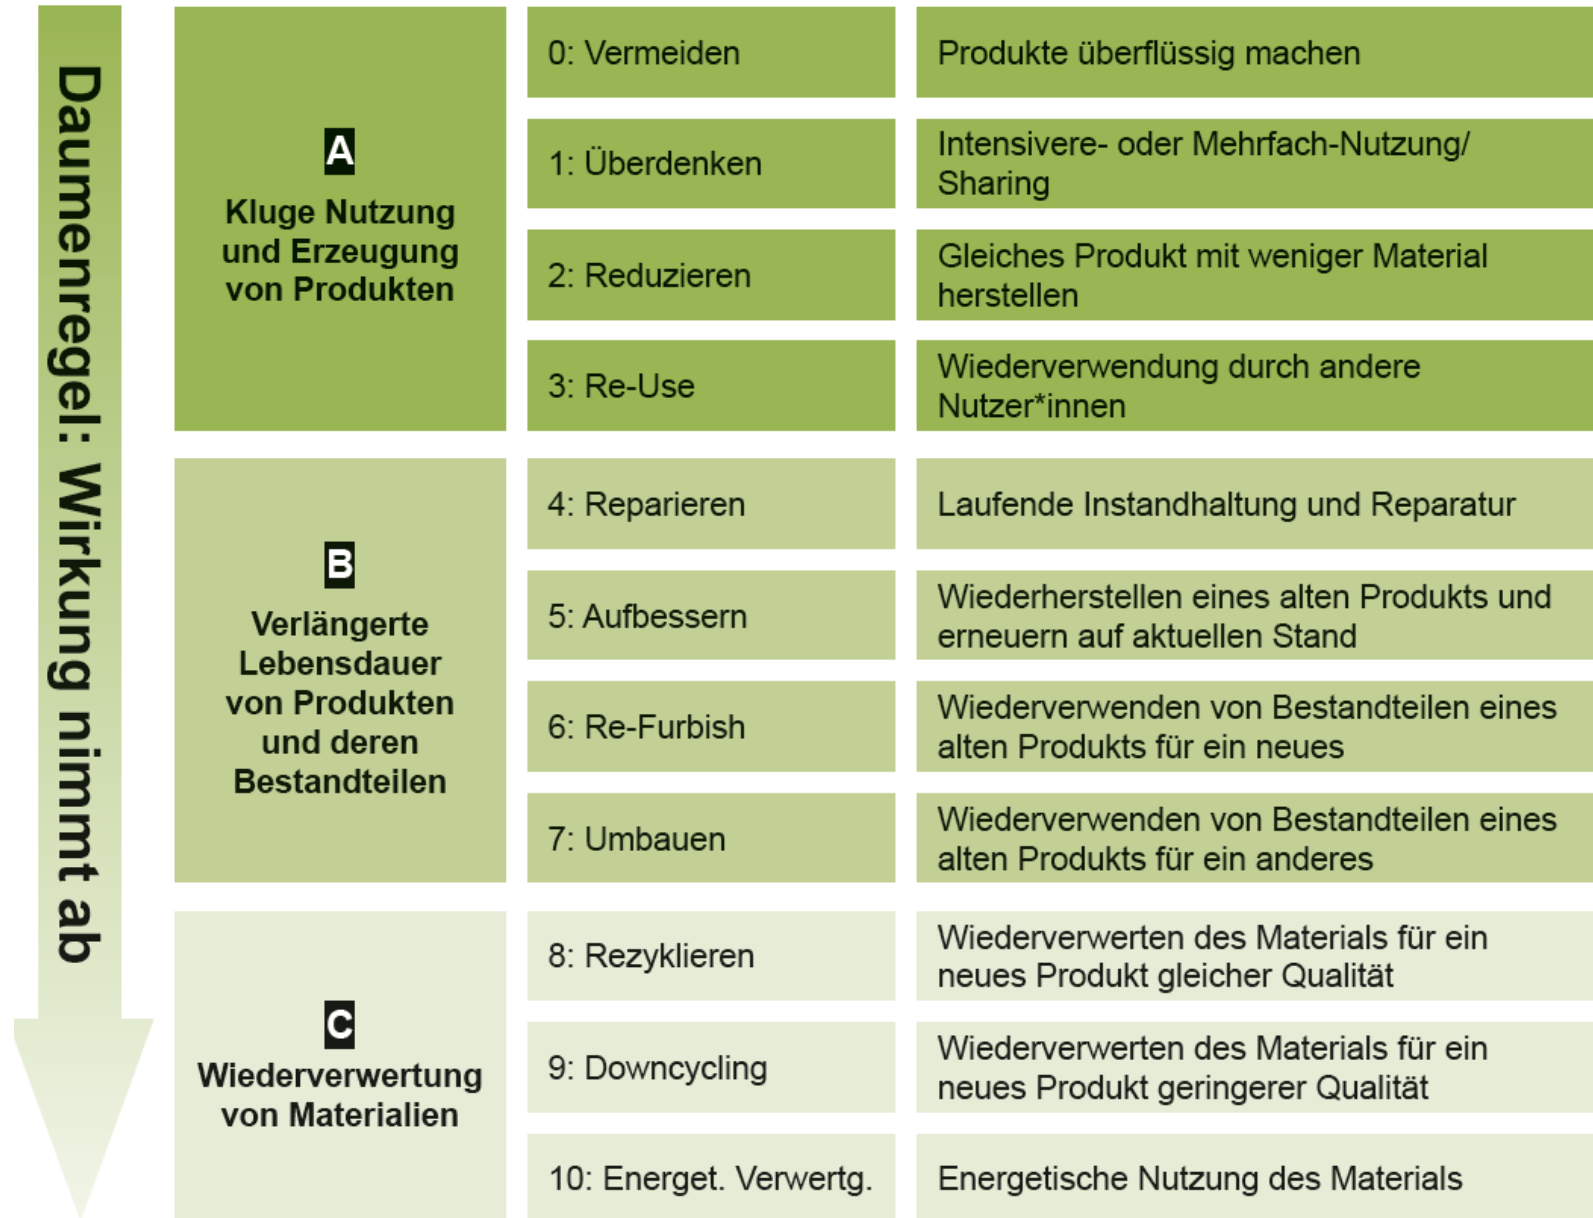 Daumenregel: Wirkung nimmt ab
A
Kluge Nutzung
und Erzeugung
von Produkten
0: Vermeiden
Produkte überflüssig machen
1: Überdenken
Intensivere- oder Mehrfach-Nutzung/
Sharing
2: Reduzieren
Gleiches Produkt mit weniger Material
herstellen
3: Re-Use
Wiederverwendung durch andere
Nutzer*innen
B
Verlängerte
Lebensdauer
von Produkten
und deren
Bestandteilen
4: Reparieren
Laufende Instandhaltung und Reparatur
5: Aufbessern
Wiederherstellen eines alten Produkts und
erneuern auf aktuellen Stand
6: Re-Furbish
Wiederverwenden von Bestandteilen eines
alten Produkts für ein neues
7: Umbauen
Wiederverwenden von Bestandteilen eines
alten Produkts für ein anderes
C
Wiederverwertung
von Materialien
8: Rezyklieren
Wiederverwerten des Materials für ein
neues Produkt gleicher Qualität
9: Downcycling
Wiederverwerten des Materials für ein
neues Produkt geringerer Qualität
10: Energet. Verwertg.
Energetische Nutzung des Materials